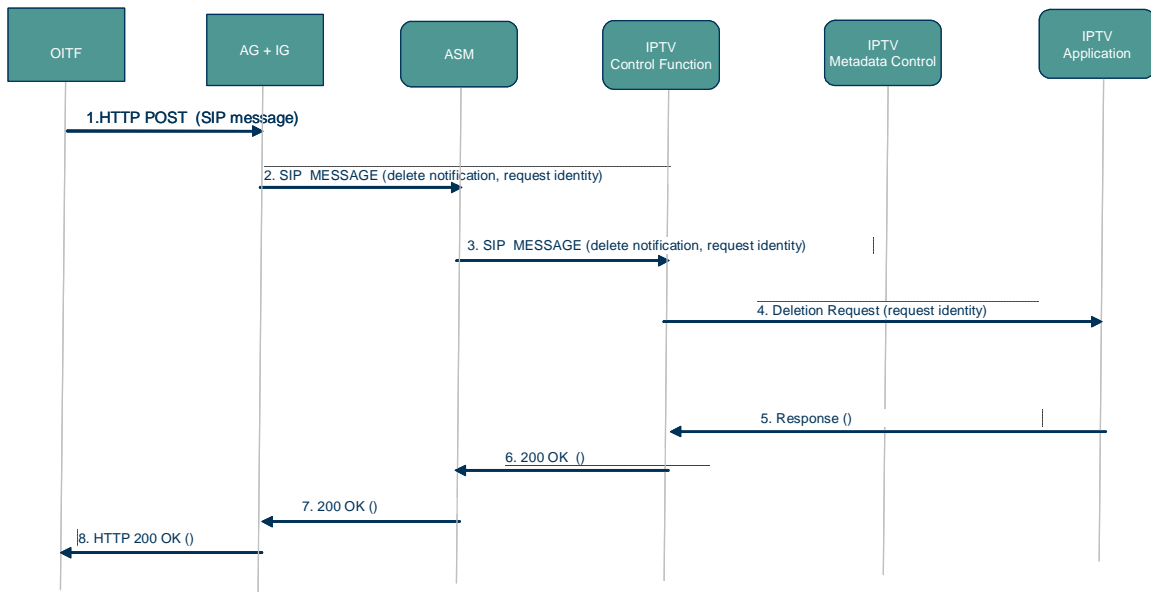 OITF
AG + IG
ASM
IPTV
Control Function
IPTV
Metadata Control
IPTV
Application
1.HTTP POST (SIP message)
2. SIP MESSAGE (delete notification, request identity)
3. SIP MESSAGE (delete notification, request identity)
4. Deletion Request (request identity)
5. Response ()
6. 200 OK ()
7. 200 OK ()
8. HTTP 200 OK ()